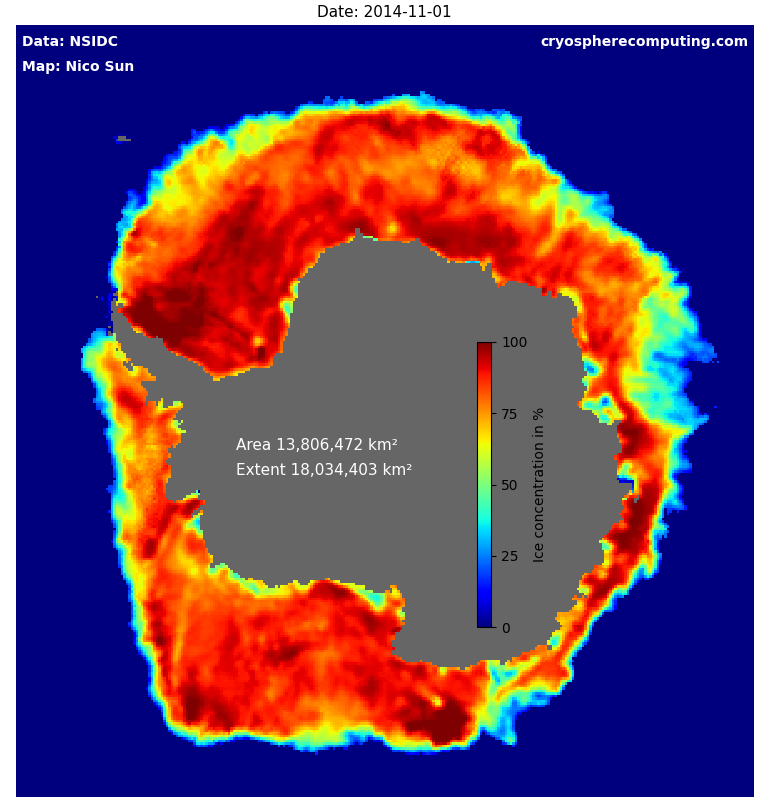 Date: 2014-11-01
Data: NSIDC
cryospherecomputing.com
Map: Nico Sun
100
75
50
25
0
Ice concentration in %
Area 13,806,472 km²
Extent 18,034,403 km²